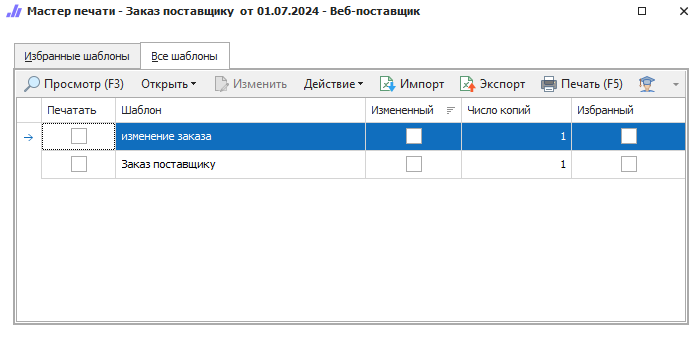 Мастер печати - Заказ поставщику от 01.07.2024 - Веб-поставщик
Избранные шаблоны Все шаблоны
Просмотр (F3) Открыть Изменить Действие Импорт Экспорт Печать (F5)
Печатать Шаблон Измененный Число копий Избранный
изменение заказа 1
Заказ поставщику 1